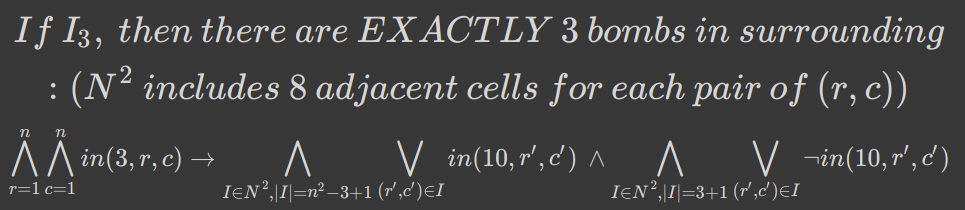 If I₃, then there are EXACTLY 3 bombs in surrounding
: (N² includes 8 adjacent cells for each pair of (r, c))
⋀_{r=1}^{n} ⋀_{c=1}^{n} in(3, r, c) → ⋀_{I∈N²,|I|=n²−3+1} ⋁_{(r′,c′)∈I} in(10, r′, c′) ∧ ⋀_{I∈N²,|I|=3+1} ⋁_{(r′,c′)∈I} ¬in(10, r′, c′)